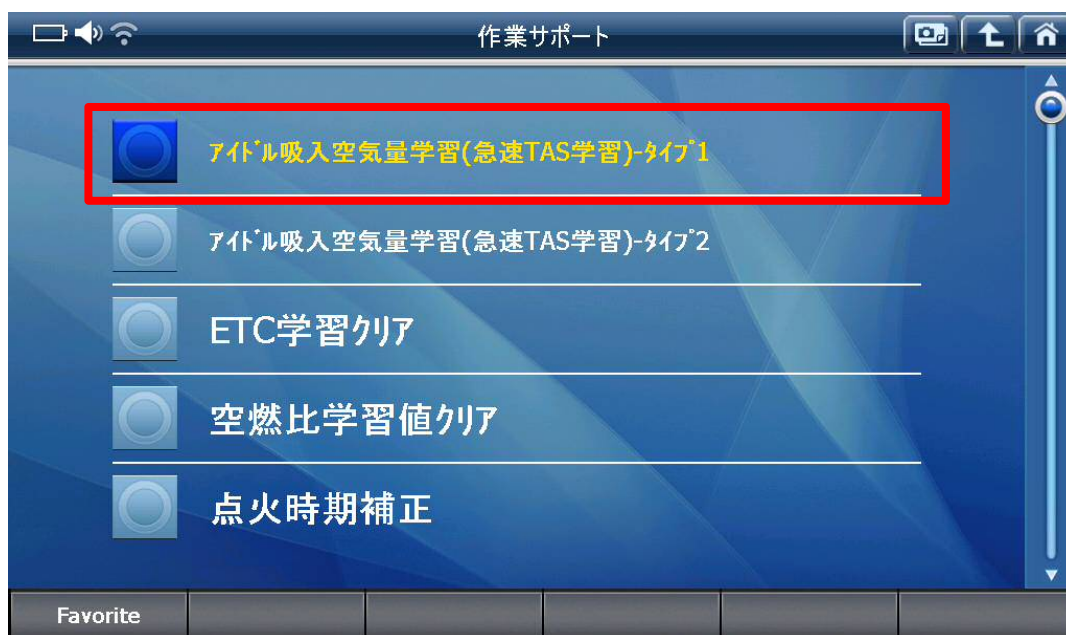 作業サポート
ｱｲﾄﾞﾙ吸入空気量学習(急速TAS学習)-ﾀｲﾌﾟ1
ｱｲﾄﾞﾙ吸入空気量学習(急速TAS学習)-ﾀｲﾌﾟ2
ETC学習ｸﾘｱ
空燃比学習値ｸﾘｱ
点火時期補正
Favorite